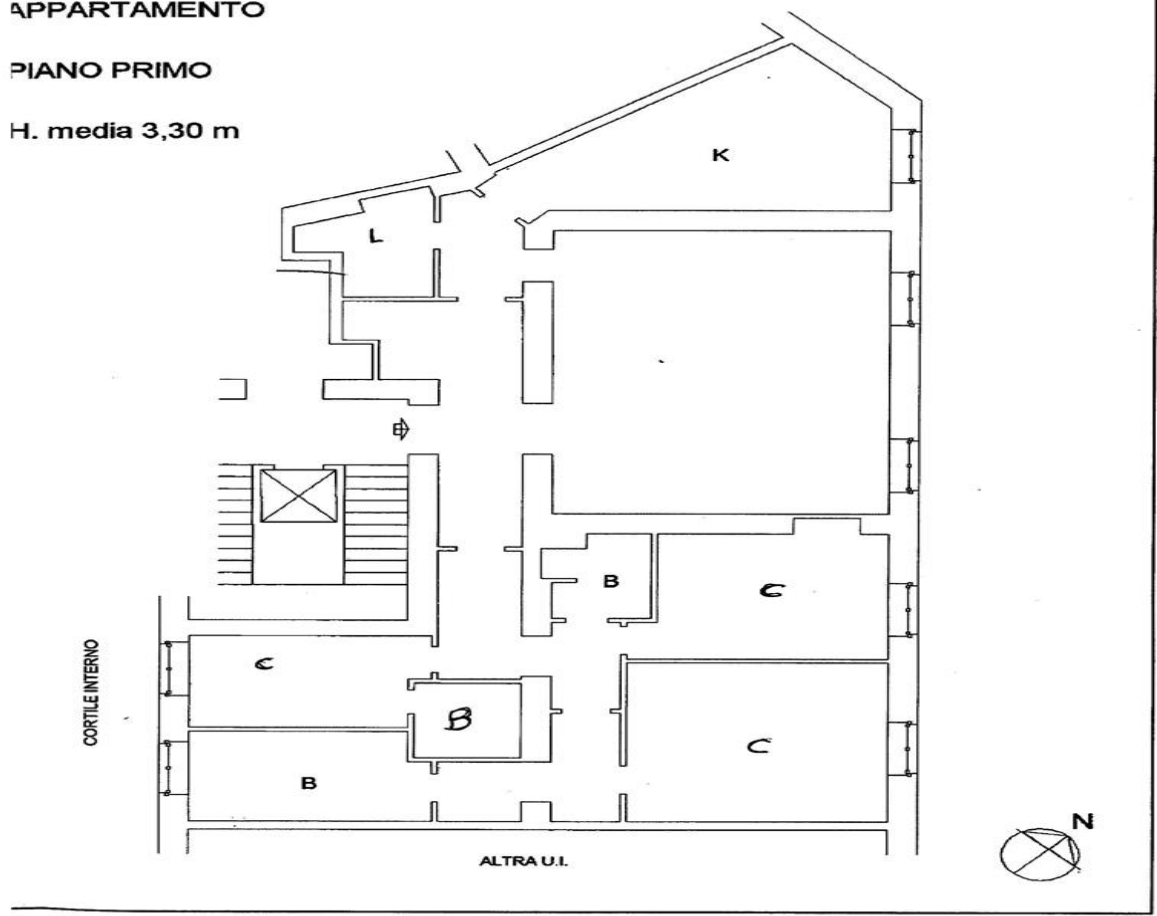 APPARTAMENTO
PIANO PRIMO
H. media 3,30 m
K
L
B
C
C
B
C
B
CORTILE INTERNO
ALTRA U.I.
N